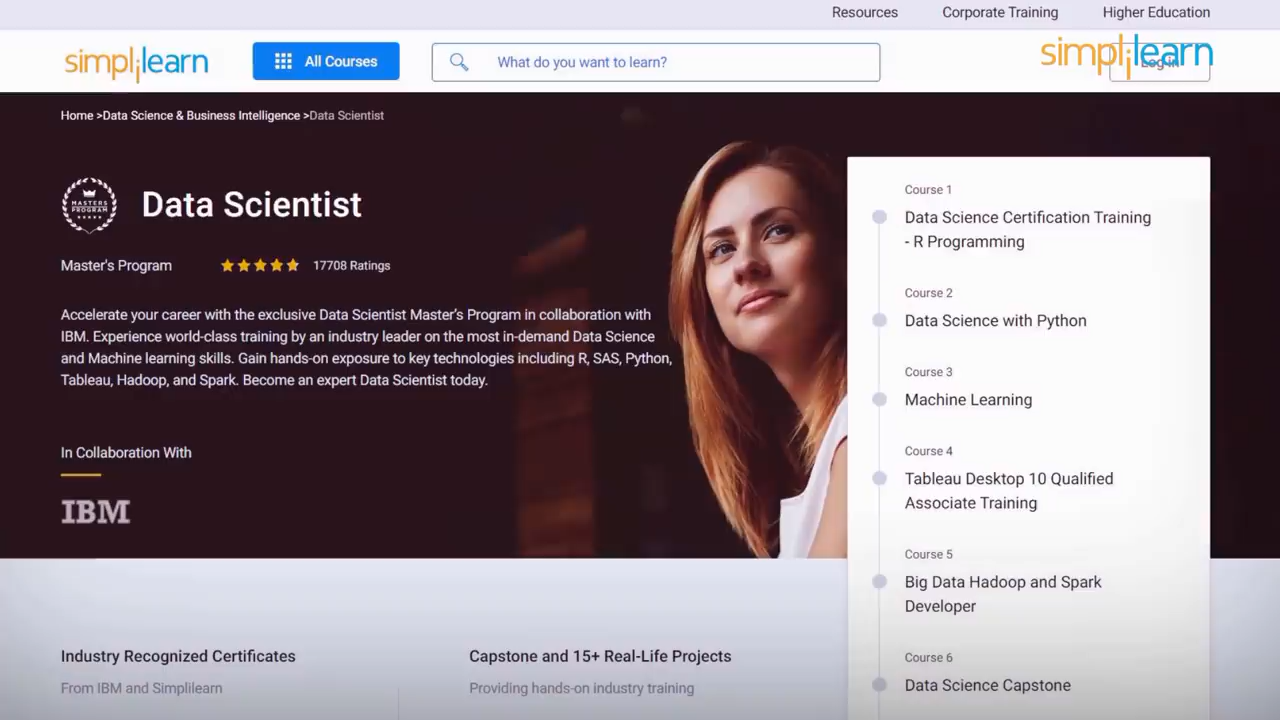 Resources Corporate Training Higher Education
simplilearn All Courses What do you want to learn? simplilearn Log in
Home >Data Science & Business Intelligence >Data Scientist
MASTERS
PROGRAM
Data Scientist
Master's Program 17708 Ratings
Accelerate your career with the exclusive Data Scientist Master's Program in collaboration with
IBM. Experience world-class training by an industry leader on the most in-demand Data Science
and Machine learning skills. Gain hands-on exposure to key technologies including R, SAS, Python,
Tableau, Hadoop, and Spark. Become an expert Data Scientist today.
In Collaboration With
IBM
Course 1
Data Science Certification Training
- R Programming
Course 2
Data Science with Python
Course 3
Machine Learning
Course 4
Tableau Desktop 10 Qualified
Associate Training
Course 5
Big Data Hadoop and Spark
Developer
Course 6
Data Science Capstone
Industry Recognized Certificates
From IBM and Simplilearn
Capstone and 15+ Real-Life Projects
Providing hands-on industry training